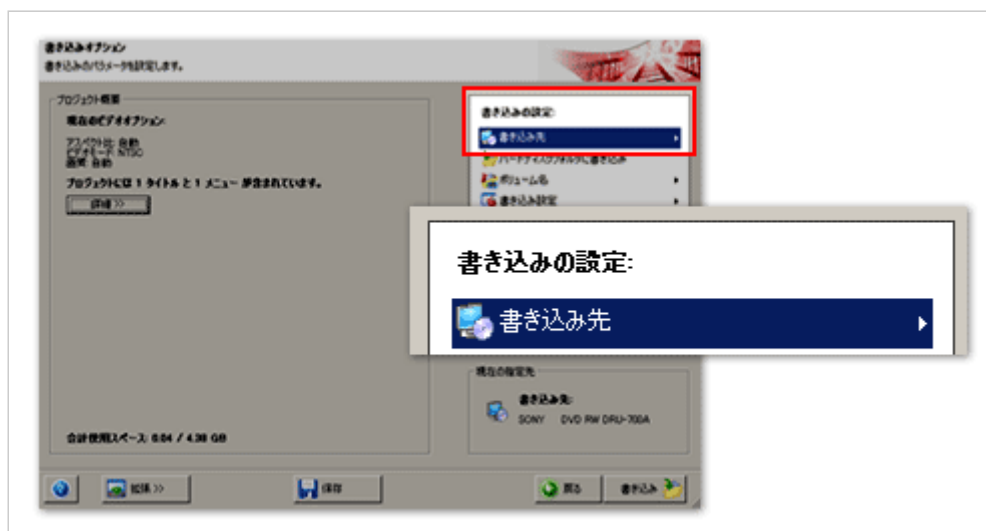 書き込みオプション
書き込みのパラメータを設定します。
プロジェクト概要
現在のビデオオプション:
アスペクト比: 自動
ビデオモード: NTSC
画質: 自動
プロジェクトには 1 タイトル と 1 メニュー が含まれています。
詳細 >>
合計使用スペース: 0.04 / 4.38 GB
書き込みの設定:
書き込み先
ハードディスクフォルダに書き込み
ボリューム名
書き込み設定
書き込みの設定:
書き込み先
現在の指定先
書き込み先:
SONY DVD RW DRU-700A
拡張 >>
保存
戻る
書き込み